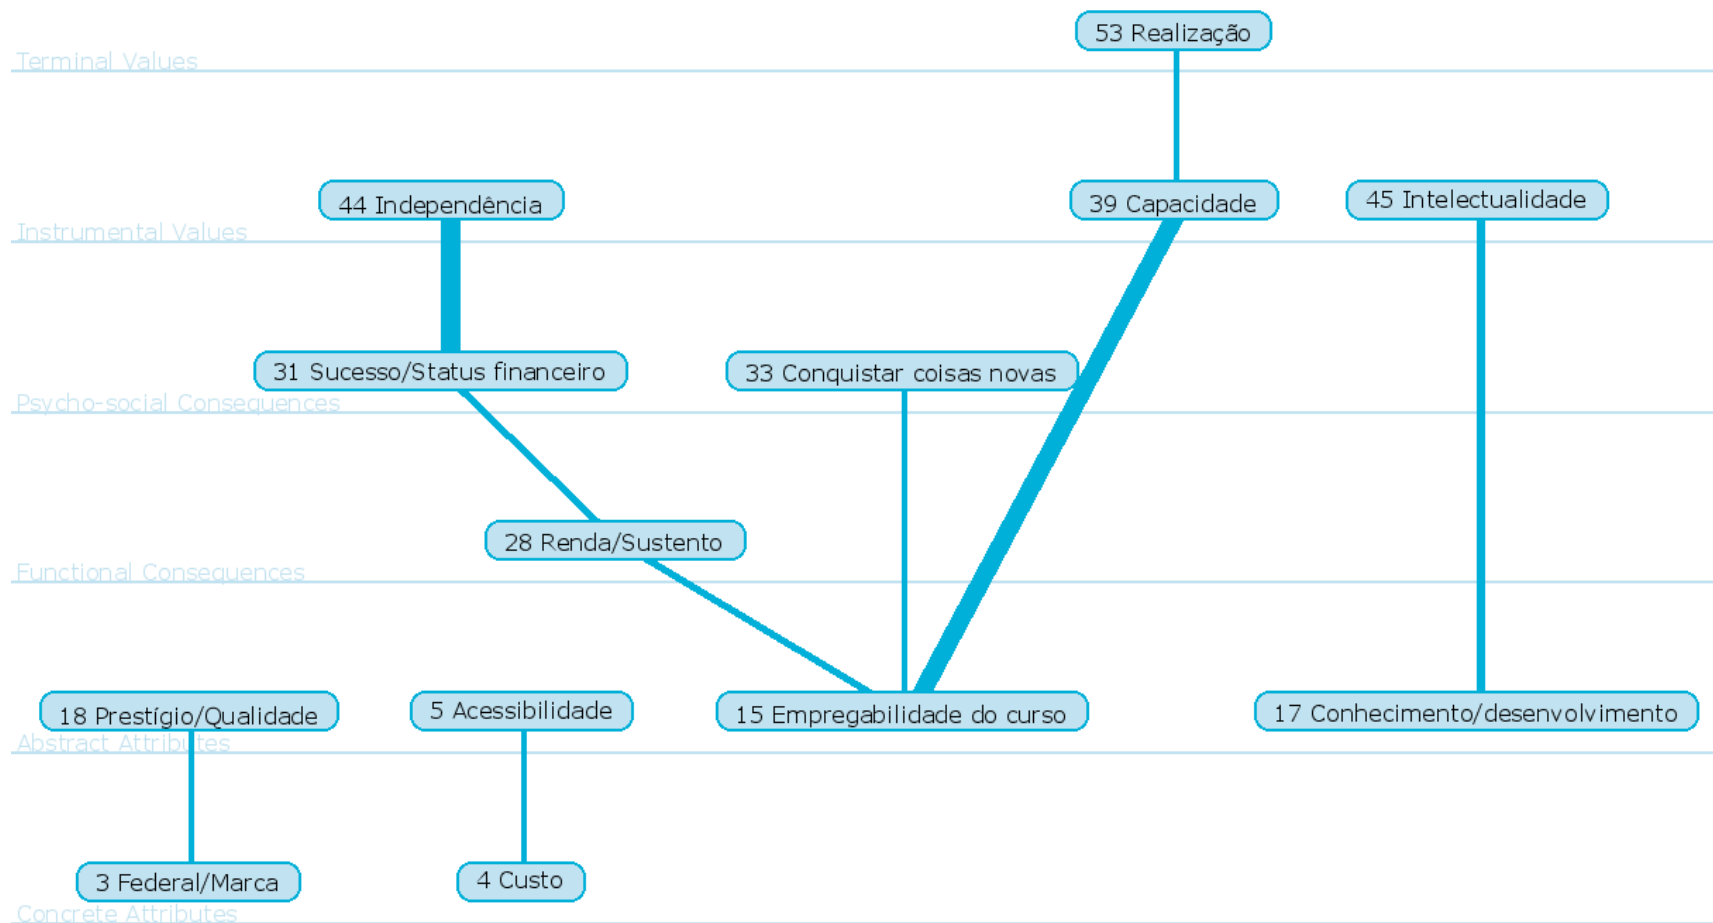 53 Realização
Terminal Values
44 Independência
39 Capacidade
45 Intelectualidade
Instrumental Values
31 Sucesso/Status financeiro
33 Conquistar coisas novas
Psycho-social Consequences
28 Renda/Sustento
Functional Consequences
18 Prestígio/Qualidade
5 Acessibilidade
15 Empregabilidade do curso
17 Conhecimento/desenvolvimento
Abstract Attributes
3 Federal/Marca
4 Custo
Concrete Attributes